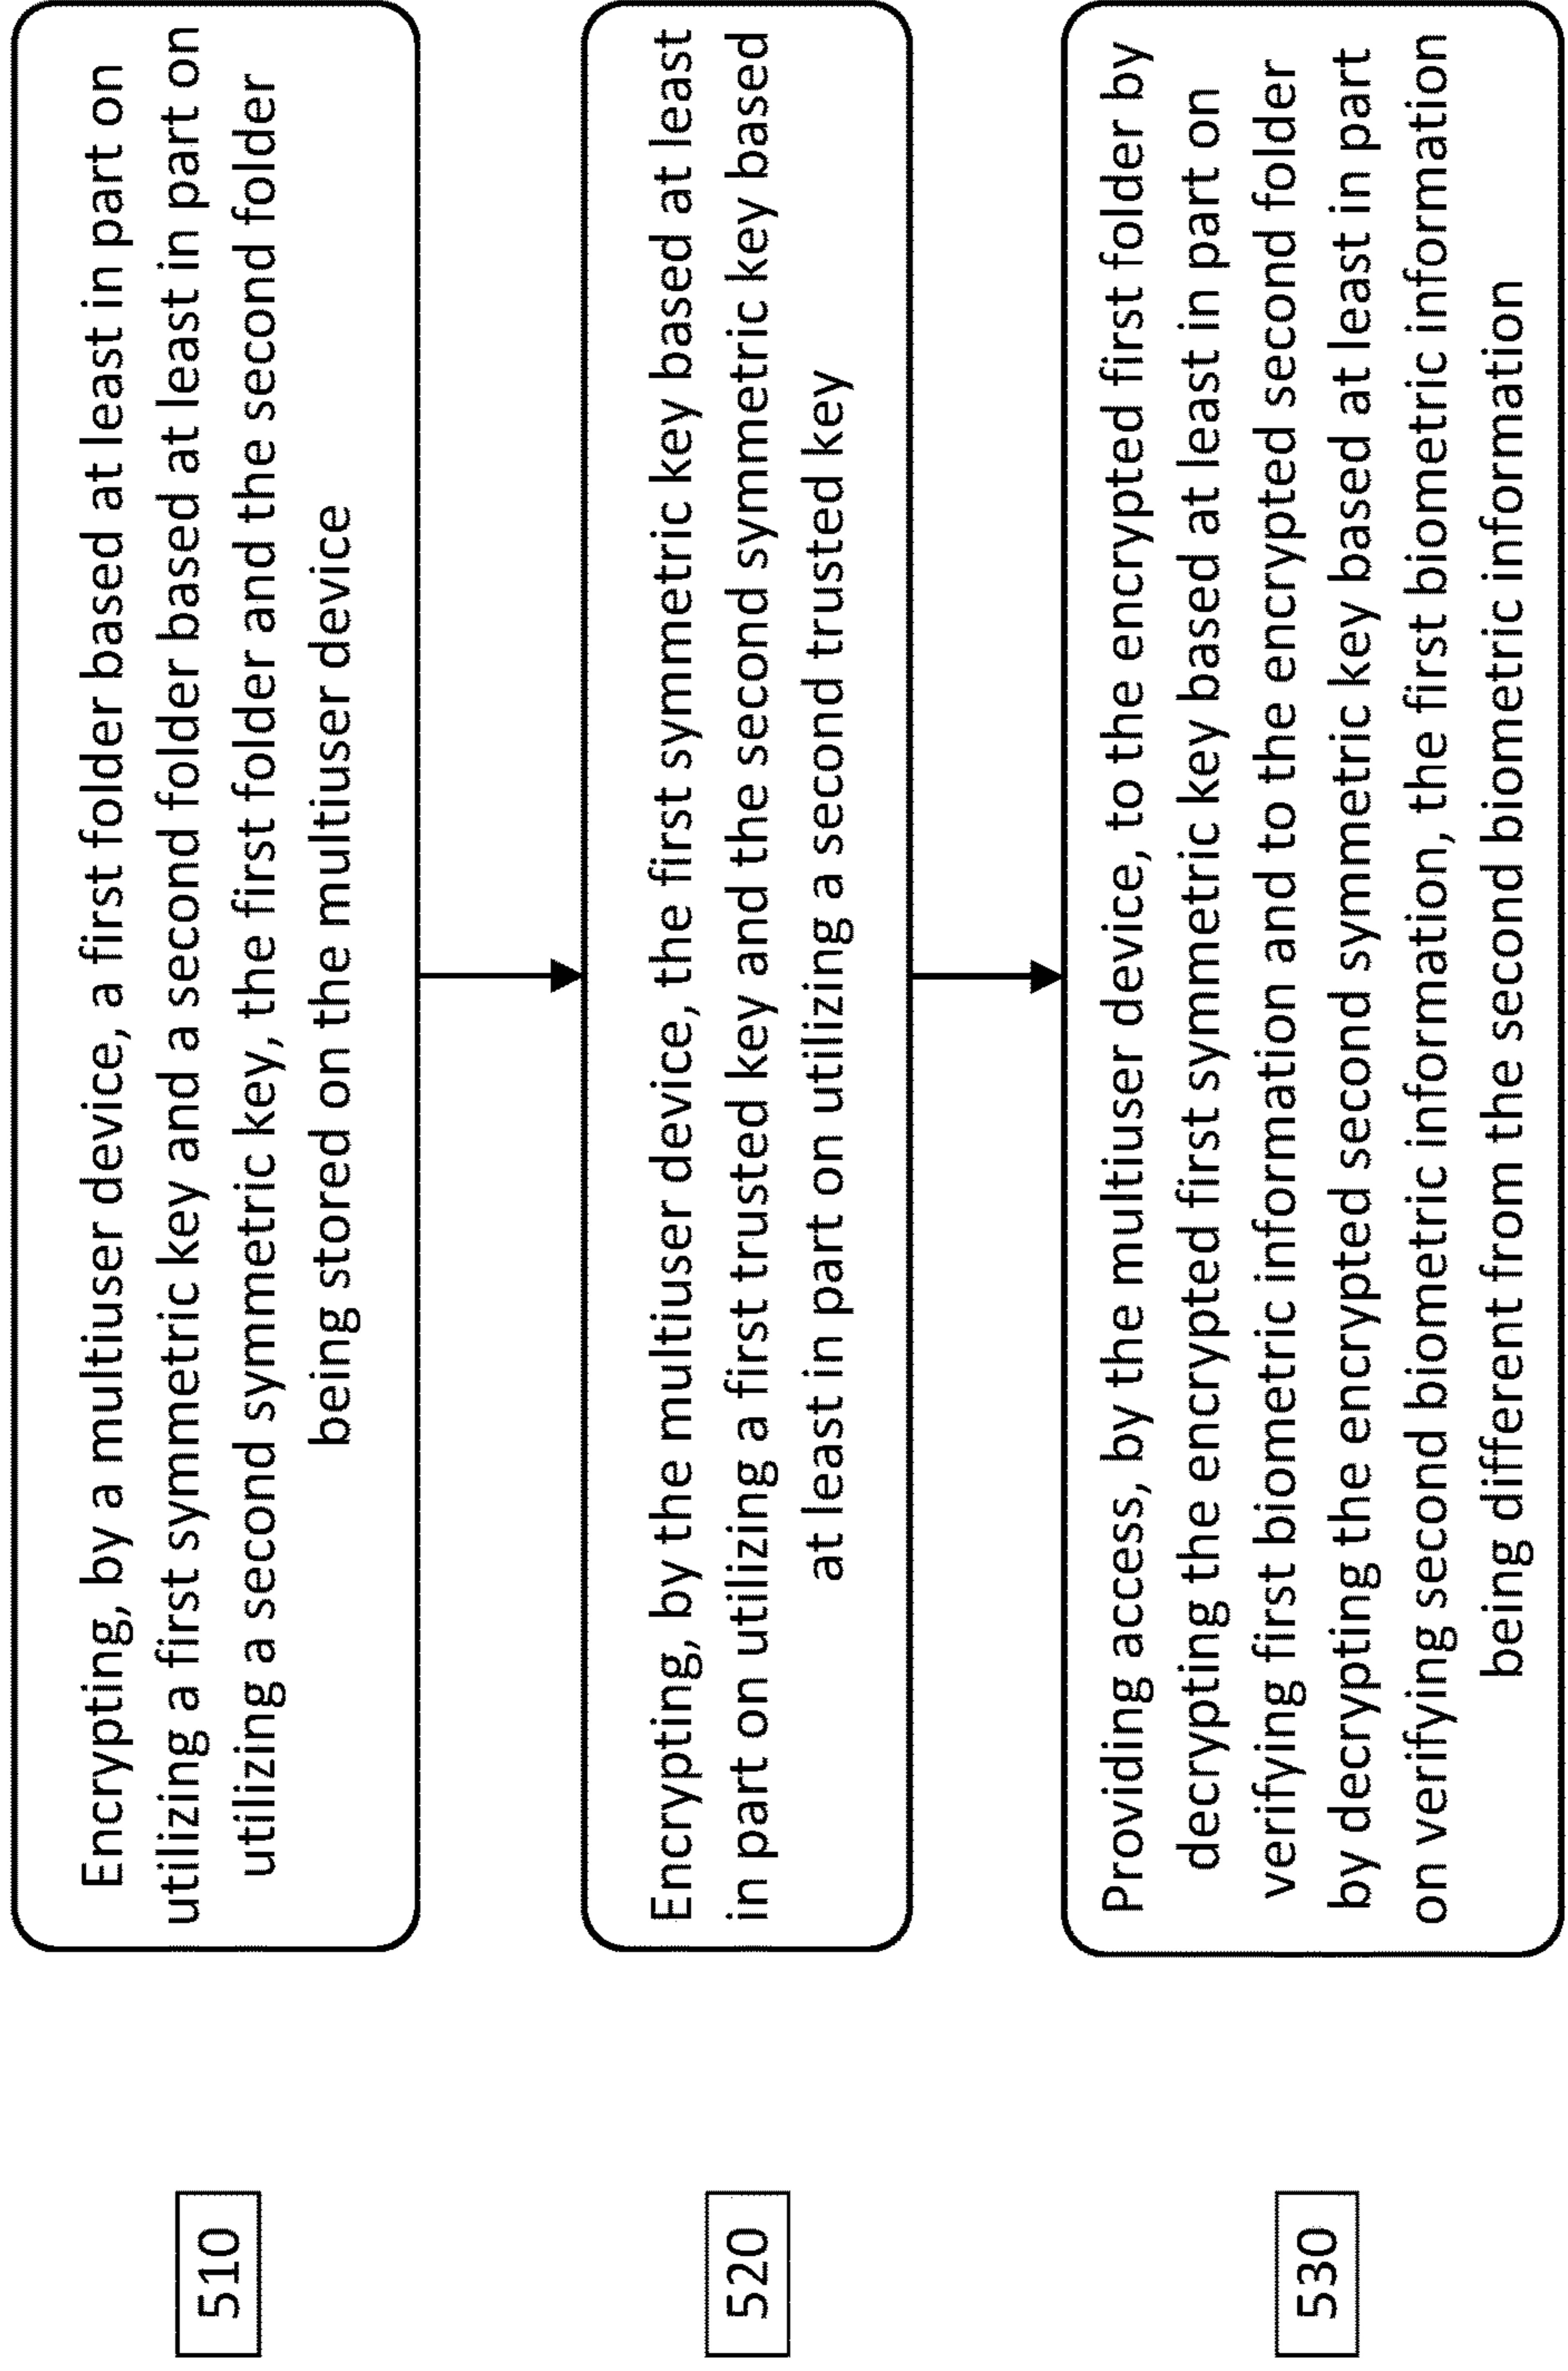 510
Encrypting, by a multiuser device, a first folder based at least in part on
utilizing a first symmetric key and a second folder based at least in part on
utilizing a second symmetric key, the first folder and the second folder
being stored on the multiuser device
520
Encrypting, by the multiuser device, the first symmetric key based at least
in part on utilizing a first trusted key and the second symmetric key based
at least in part on utilizing a second trusted key
530
Providing access, by the multiuser device, to the encrypted first folder by
decrypting the encrypted first symmetric key based at least in part on
verifying first biometric information and to the encrypted second folder
by decrypting the encrypted second symmetric key based at least in part
on verifying second biometric information, the first biometric information
being different from the second biometric information